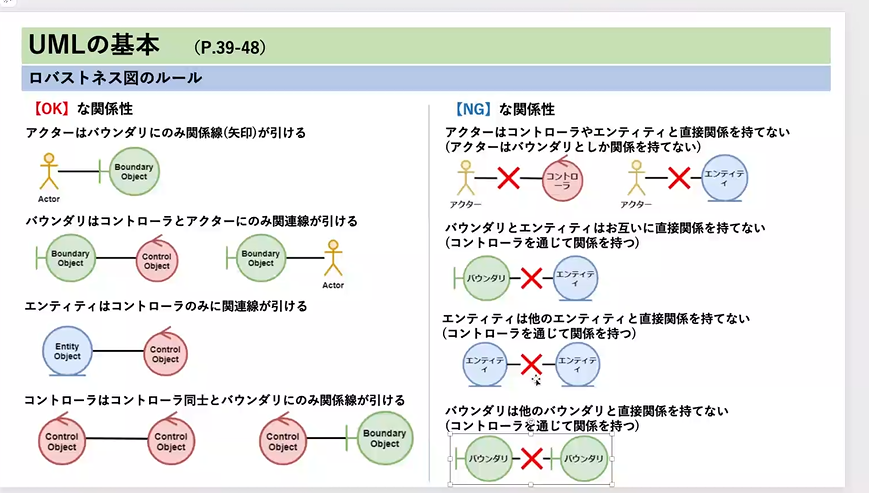 UMLの基本 (P.39-48)
ロバストネス図のルール
【OK】な関係性
アクターはバウンダリにのみ関係線(矢印)が引ける
Boundary
Object
Actor
バウンダリはコントローラとアクターにのみ関連線が引ける
Boundary
Object
Control
Object
Boundary
Object
Actor
エンティティはコントローラのみに関連線が引ける
Entity
Object
Control
Object
コントローラはコントローラ同士とバウンダリにのみ関係線が引ける
Control
Object
Control
Object
Control
Object
Boundary
Object
【NG】な関係性
アクターはコントローラやエンティティと直接関係を持てない
(アクターはバウンダリとしか関係を持てない)
アクター
コントロ
ーラ
アクター
エンティテ
ィ
バウンダリとエンティティはお互いに直接関係を持てない
(コントローラを通じて関係を持つ)
バウンダリ
エンティテ
ィ
エンティティは他のエンティティと直接関係を持てない
(コントローラを通じて関係を持つ)
エンティテ
ィ
エンティテ
ィ
バウンダリは他のバウンダリと直接関係を持てない
(コントローラを通じて関係を持つ)
バウンダリ
バウンダリ